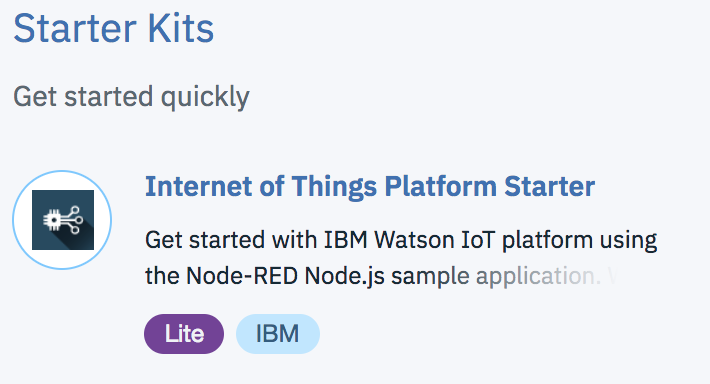 Starter Kits
Get started quickly
Internet of Things Platform Starter
Get started with IBM Watson IoT platform using
the Node-RED Node.js sample application.
Lite
IBM